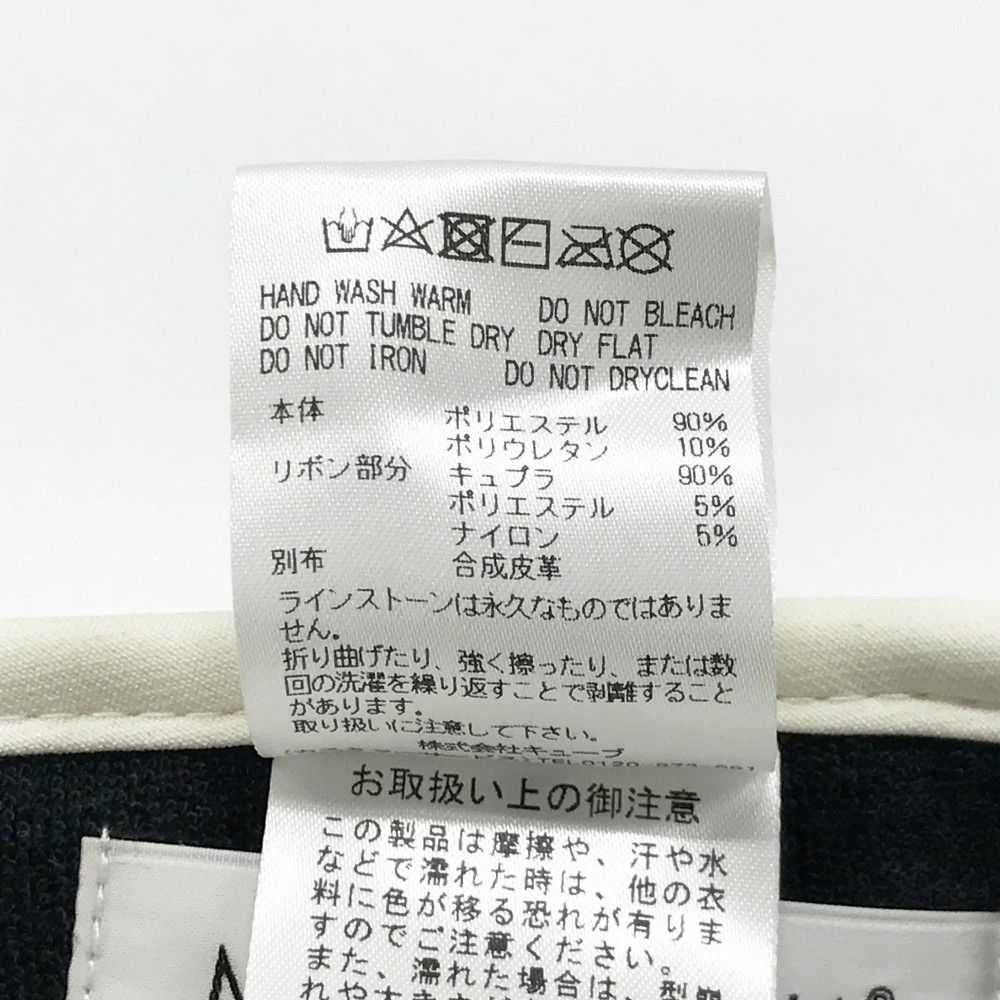 HAND WASH WARM DO NOT BLEACH
DO NOT TUMBLE DRY DRY FLAT
DO NOT IRON DO NOT DRYCLEAN
本体 ポリエステル 90%
ポリウレタン 10%
リボン部分 キュプラ 90%
ポリエステル 5%
ナイロン 5%
別布 合成皮革
ラインストーンは永久なものではありま
せん。
折り曲げたり、強く擦ったり、または数
回の洗濯を繰り返すことで剥離すること
があります。
取り扱いに注意して下さい。
株式会社キューブ
お取扱い上の御注意
この製品は摩擦や、汗や水
などで濡れた時は、他の衣
料に色が移る恐れが有りま
すのでご注意ください。
また、濡れた場合は、型